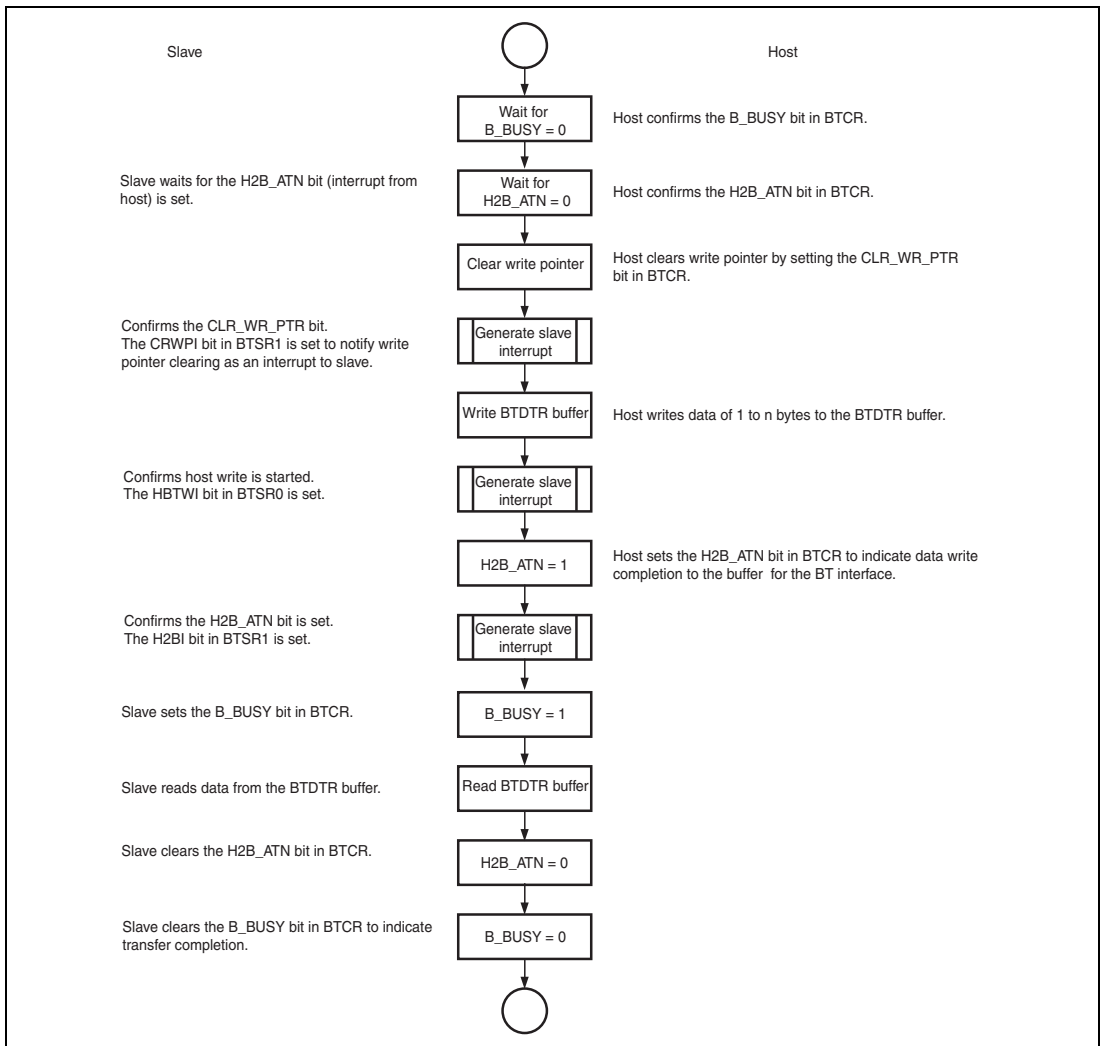 Slave
Host
Wait for
B_BUSY = 0
Host confirms the B_BUSY bit in BTCR.
Slave waits for the H2B_ATN bit (interrupt from
host) is set.
Wait for
H2B_ATN = 0
Host confirms the H2B_ATN bit in BTCR.
Clear write pointer
Host clears write pointer by setting the CLR_WR_PTR
bit in BTCR.
Confirms the CLR_WR_PTR bit.
The CRWPI bit in BTSR1 is set to notify write
pointer clearing as an interrupt to slave.
Generate slave
interrupt
Write BTDTR buffer
Host writes data of 1 to n bytes to the BTDTR buffer.
Confirms host write is started.
The HBTWI bit in BTSR0 is set.
Generate slave
interrupt
H2B_ATN = 1
Host sets the H2B_ATN bit in BTCR to indicate data write
completion to the buffer for the BT interface.
Confirms the H2B_ATN bit is set.
The H2BI bit in BTSR1 is set.
Generate slave
interrupt
Slave sets the B_BUSY bit in BTCR.
B_BUSY = 1
Slave reads data from the BTDTR buffer.
Read BTDTR buffer
Slave clears the H2B_ATN bit in BTCR.
H2B_ATN = 0
Slave clears the B_BUSY bit in BTCR to indicate
transfer completion.
B_BUSY = 0